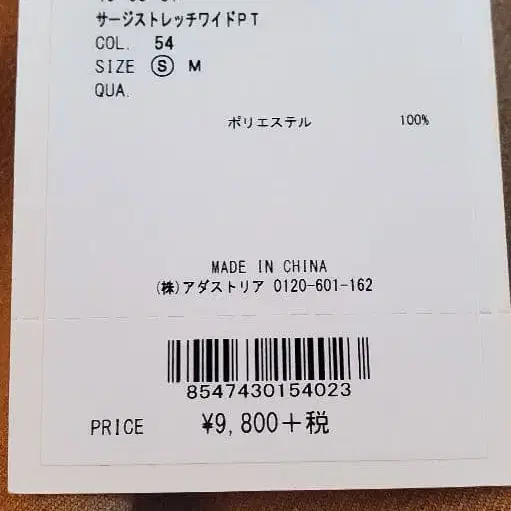 サージストレッチワイドPT
COL. 54
SIZE Ⓢ M
QUA.
ポリエステル 100%
MADE IN CHINA
(株)アダストリア 0120-601-162
8547430154023
PRICE ¥9,800+税